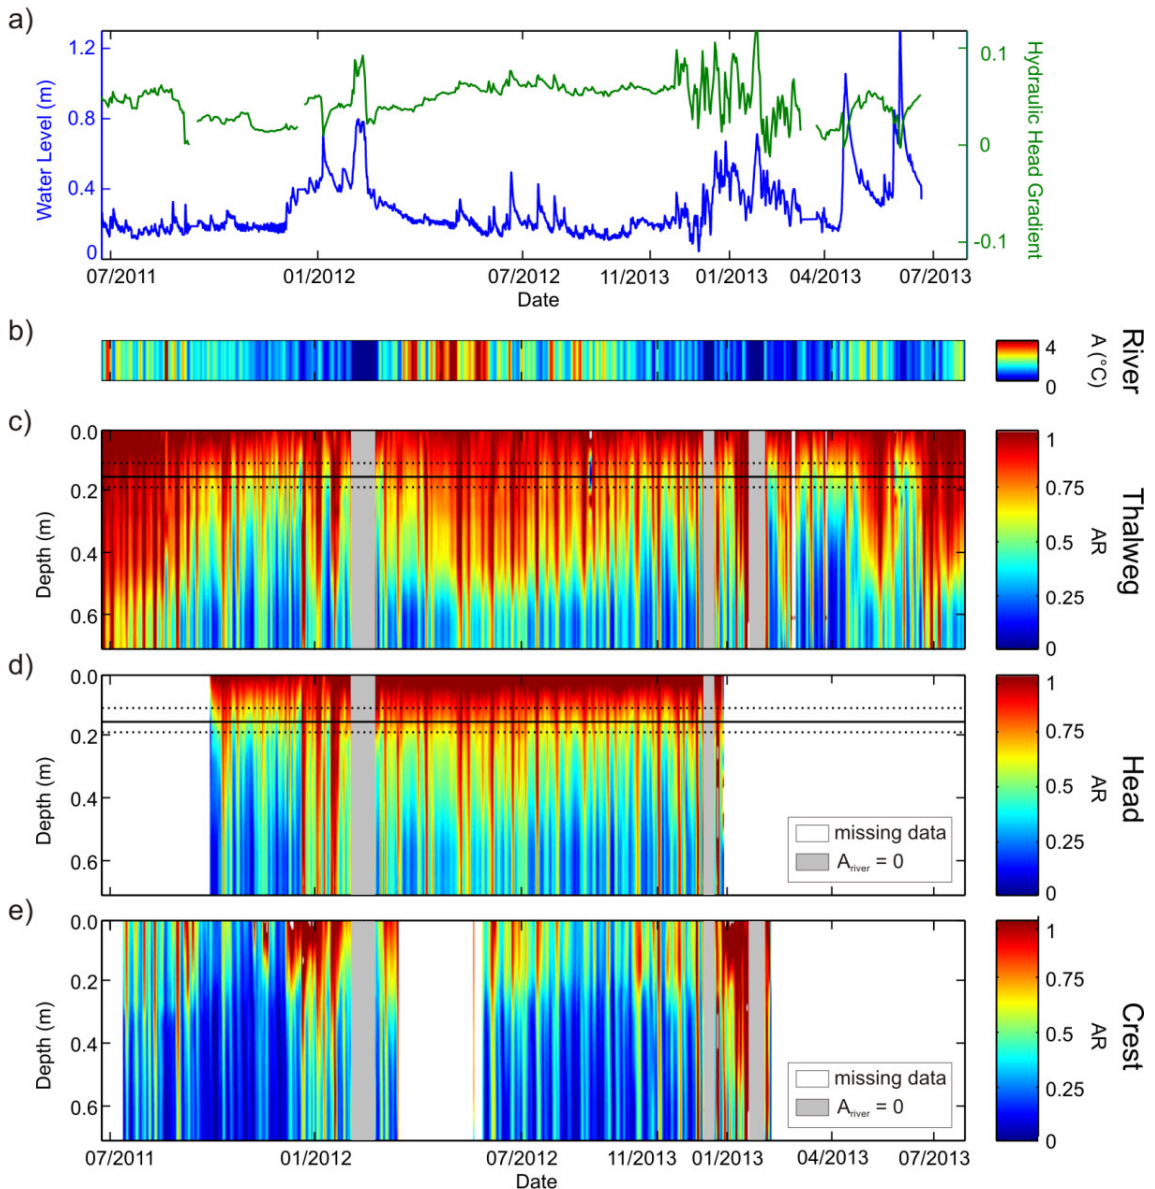 a)
1.2
0.8
0.4
0
Water Level (m)
0.1
0
-0.1
Hydraulic Head Gradient
07/2011 01/2012 07/2012 11/2013 01/2013 04/2013 07/2013
Date
b)
4
2
0
A (°C)
River
c)
0.0
0.2
0.4
0.6
Depth (m)
1
0.75
0.5
0.25
0
AR
Thalweg
d)
0.0
0.2
0.4
0.6
Depth (m)
missing data
Ariver = 0
1
0.75
0.5
0.25
0
AR
Head
e)
0.0
0.2
0.4
0.6
Depth (m)
missing data
Ariver = 0
1
0.75
0.5
0.25
0
AR
Crest
07/2011 01/2012 07/2012 11/2013 01/2013 04/2013 07/2013
Date